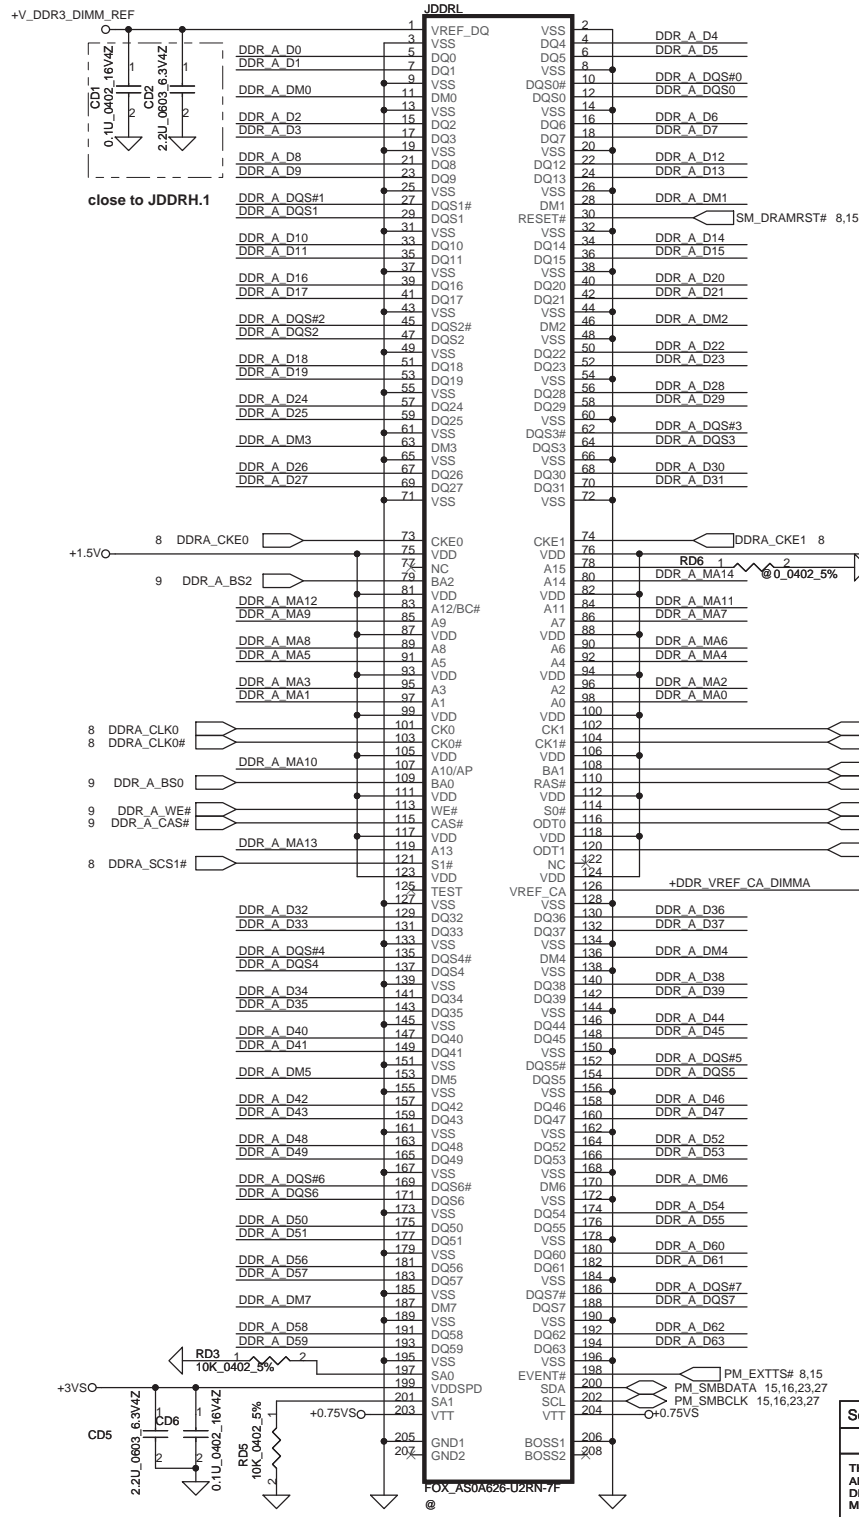 +V_DDR3_DIMM_REF
CD1
0.1U_0402_16V4Z
1
2
CD2
2.2U_0603_6.3V4Z
1
2
close to JDDRH.1
JDDRL
1 VREF_DQ VSS 2
3 VSS DQ4 4 DDR_A_D4
DDR_A_D0 5 DQ0 DQ5 6 DDR_A_D5
DDR_A_D1 7 DQ1 VSS 8
9 VSS DQS0# 10 DDR_A_DQS#0
DDR_A_DM0 11 DM0 DQS0 12 DDR_A_DQS0
13 VSS VSS 14
DDR_A_D2 15 DQ2 DQ6 16 DDR_A_D6
DDR_A_D3 17 DQ3 DQ7 18 DDR_A_D7
19 VSS VSS 20
DDR_A_D8 21 DQ8 DQ12 22 DDR_A_D12
DDR_A_D9 23 DQ9 DQ13 24 DDR_A_D13
25 VSS VSS 26
DDR_A_DQS#1 27 DQS1# DM1 28 DDR_A_DM1
DDR_A_DQS1 29 DQS1 RESET# 30 SM_DRAMRST# 8,15
31 VSS VSS 32
DDR_A_D10 33 DQ10 DQ14 34 DDR_A_D14
DDR_A_D11 35 DQ11 DQ15 36 DDR_A_D15
37 VSS VSS 38
DDR_A_D16 39 DQ16 DQ20 40 DDR_A_D20
DDR_A_D17 41 DQ17 DQ21 42 DDR_A_D21
43 VSS VSS 44
DDR_A_DQS#2 45 DQS2# DM2 46 DDR_A_DM2
DDR_A_DQS2 47 DQS2 VSS 48
49 VSS DQ22 50 DDR_A_D22
DDR_A_D18 51 DQ18 DQ23 52 DDR_A_D23
DDR_A_D19 53 DQ19 VSS 54
55 VSS DQ28 56 DDR_A_D28
DDR_A_D24 57 DQ24 DQ29 58 DDR_A_D29
DDR_A_D25 59 DQ25 VSS 60
61 VSS DQS3# 62 DDR_A_DQS#3
DDR_A_DM3 63 DM3 DQS3 64 DDR_A_DQS3
65 VSS VSS 66
DDR_A_D26 67 DQ26 DQ30 68 DDR_A_D30
DDR_A_D27 69 DQ27 DQ31 70 DDR_A_D31
71 VSS VSS 72
8 DDRA_CKE0 73 CKE0 CKE1 74 DDRA_CKE1 8
+1.5V 75 VDD VDD 76
77 NC A15 78 RD6 1 2 @0_0402_5%
9 DDR_A_BS2 79 BA2 A14 80 DDR_A_MA14
81 VDD VDD 82
DDR_A_MA12 83 A12/BC# A11 84 DDR_A_MA11
DDR_A_MA9 85 A9 A7 86 DDR_A_MA7
87 VDD VDD 88
DDR_A_MA8 89 A8 A6 90 DDR_A_MA6
DDR_A_MA5 91 A5 A4 92 DDR_A_MA4
93 VDD VDD 94
DDR_A_MA3 95 A3 A2 96 DDR_A_MA2
DDR_A_MA1 97 A1 A0 98 DDR_A_MA0
99 VDD VDD 100
8 DDRA_CLK0 101 CK0 CK1 102
8 DDRA_CLK0# 103 CK0# CK1# 104
105 VDD VDD 106
DDR_A_MA10 107 A10/AP BA1 108
9 DDR_A_BS0 109 BA0 RAS# 110
111 VDD VDD 112
9 DDR_A_WE# 113 WE# S0# 114
9 DDR_A_CAS# 115 CAS# ODT0 116
117 VDD VDD 118
DDR_A_MA13 119 A13 ODT1 120
8 DDRA_SCS1# 121 S1# NC 122
123 VDD VDD 124
125 TEST VREF_CA 126 +DDR_VREF_CA_DIMMA
127 VSS VSS 128
DDR_A_D32 129 DQ32 DQ36 130 DDR_A_D36
DDR_A_D33 131 DQ33 DQ37 132 DDR_A_D37
133 VSS VSS 134
DDR_A_DQS#4 135 DQS4# DM4 136 DDR_A_DM4
DDR_A_DQS4 137 DQS4 VSS 138
139 VSS DQ38 140 DDR_A_D38
DDR_A_D34 141 DQ34 DQ39 142 DDR_A_D39
DDR_A_D35 143 DQ35 VSS 144
145 VSS DQ44 146 DDR_A_D44
DDR_A_D40 147 DQ40 DQ45 148 DDR_A_D45
DDR_A_D41 149 DQ41 VSS 150
151 VSS DQS5# 152 DDR_A_DQS#5
DDR_A_DM5 153 DM5 DQS5 154 DDR_A_DQS5
155 VSS VSS 156
DDR_A_D42 157 DQ42 DQ46 158 DDR_A_D46
DDR_A_D43 159 DQ43 DQ47 160 DDR_A_D47
161 VSS VSS 162
DDR_A_D48 163 DQ48 DQ52 164 DDR_A_D52
DDR_A_D49 165 DQ49 DQ53 166 DDR_A_D53
167 VSS VSS 168
DDR_A_DQS#6 169 DQS6# DM6 170 DDR_A_DM6
DDR_A_DQS6 171 DQS6 VSS 172
173 VSS DQ54 174 DDR_A_D54
DDR_A_D50 175 DQ50 DQ55 176 DDR_A_D55
DDR_A_D51 177 DQ51 VSS 178
179 VSS DQ60 180 DDR_A_D60
DDR_A_D56 181 DQ56 DQ61 182 DDR_A_D61
DDR_A_D57 183 DQ57 VSS 184
185 VSS DQS7# 186 DDR_A_DQS#7
DDR_A_DM7 187 DM7 DQS7 188 DDR_A_DQS7
189 VSS VSS 190
DDR_A_D58 191 DQ58 DQ62 192 DDR_A_D62
DDR_A_D59 193 DQ59 DQ63 194 DDR_A_D63
195 VSS VSS 196
RD3 1 2 10K_0402_5% 197 SA0 EVENT# 198 PM_EXTTS# 8,15
+3VS 199 VDDSPD SDA 200 PM_SMBDATA 15,16,23,27
201 SA1 SCL 202 PM_SMBCLK 15,16,23,27
+0.75VS 203 VTT VTT 204 +0.75VS
205 GND1 BOSS1 206
207 GND2 BOSS2 208
CD5
2.2U_0603_6.3V4Z
1
2
CD6
0.1U_0402_16V4Z
1
2
RD5
10K_0402_5%
1
2
FOX_AS0A626-U2RN-7F
@